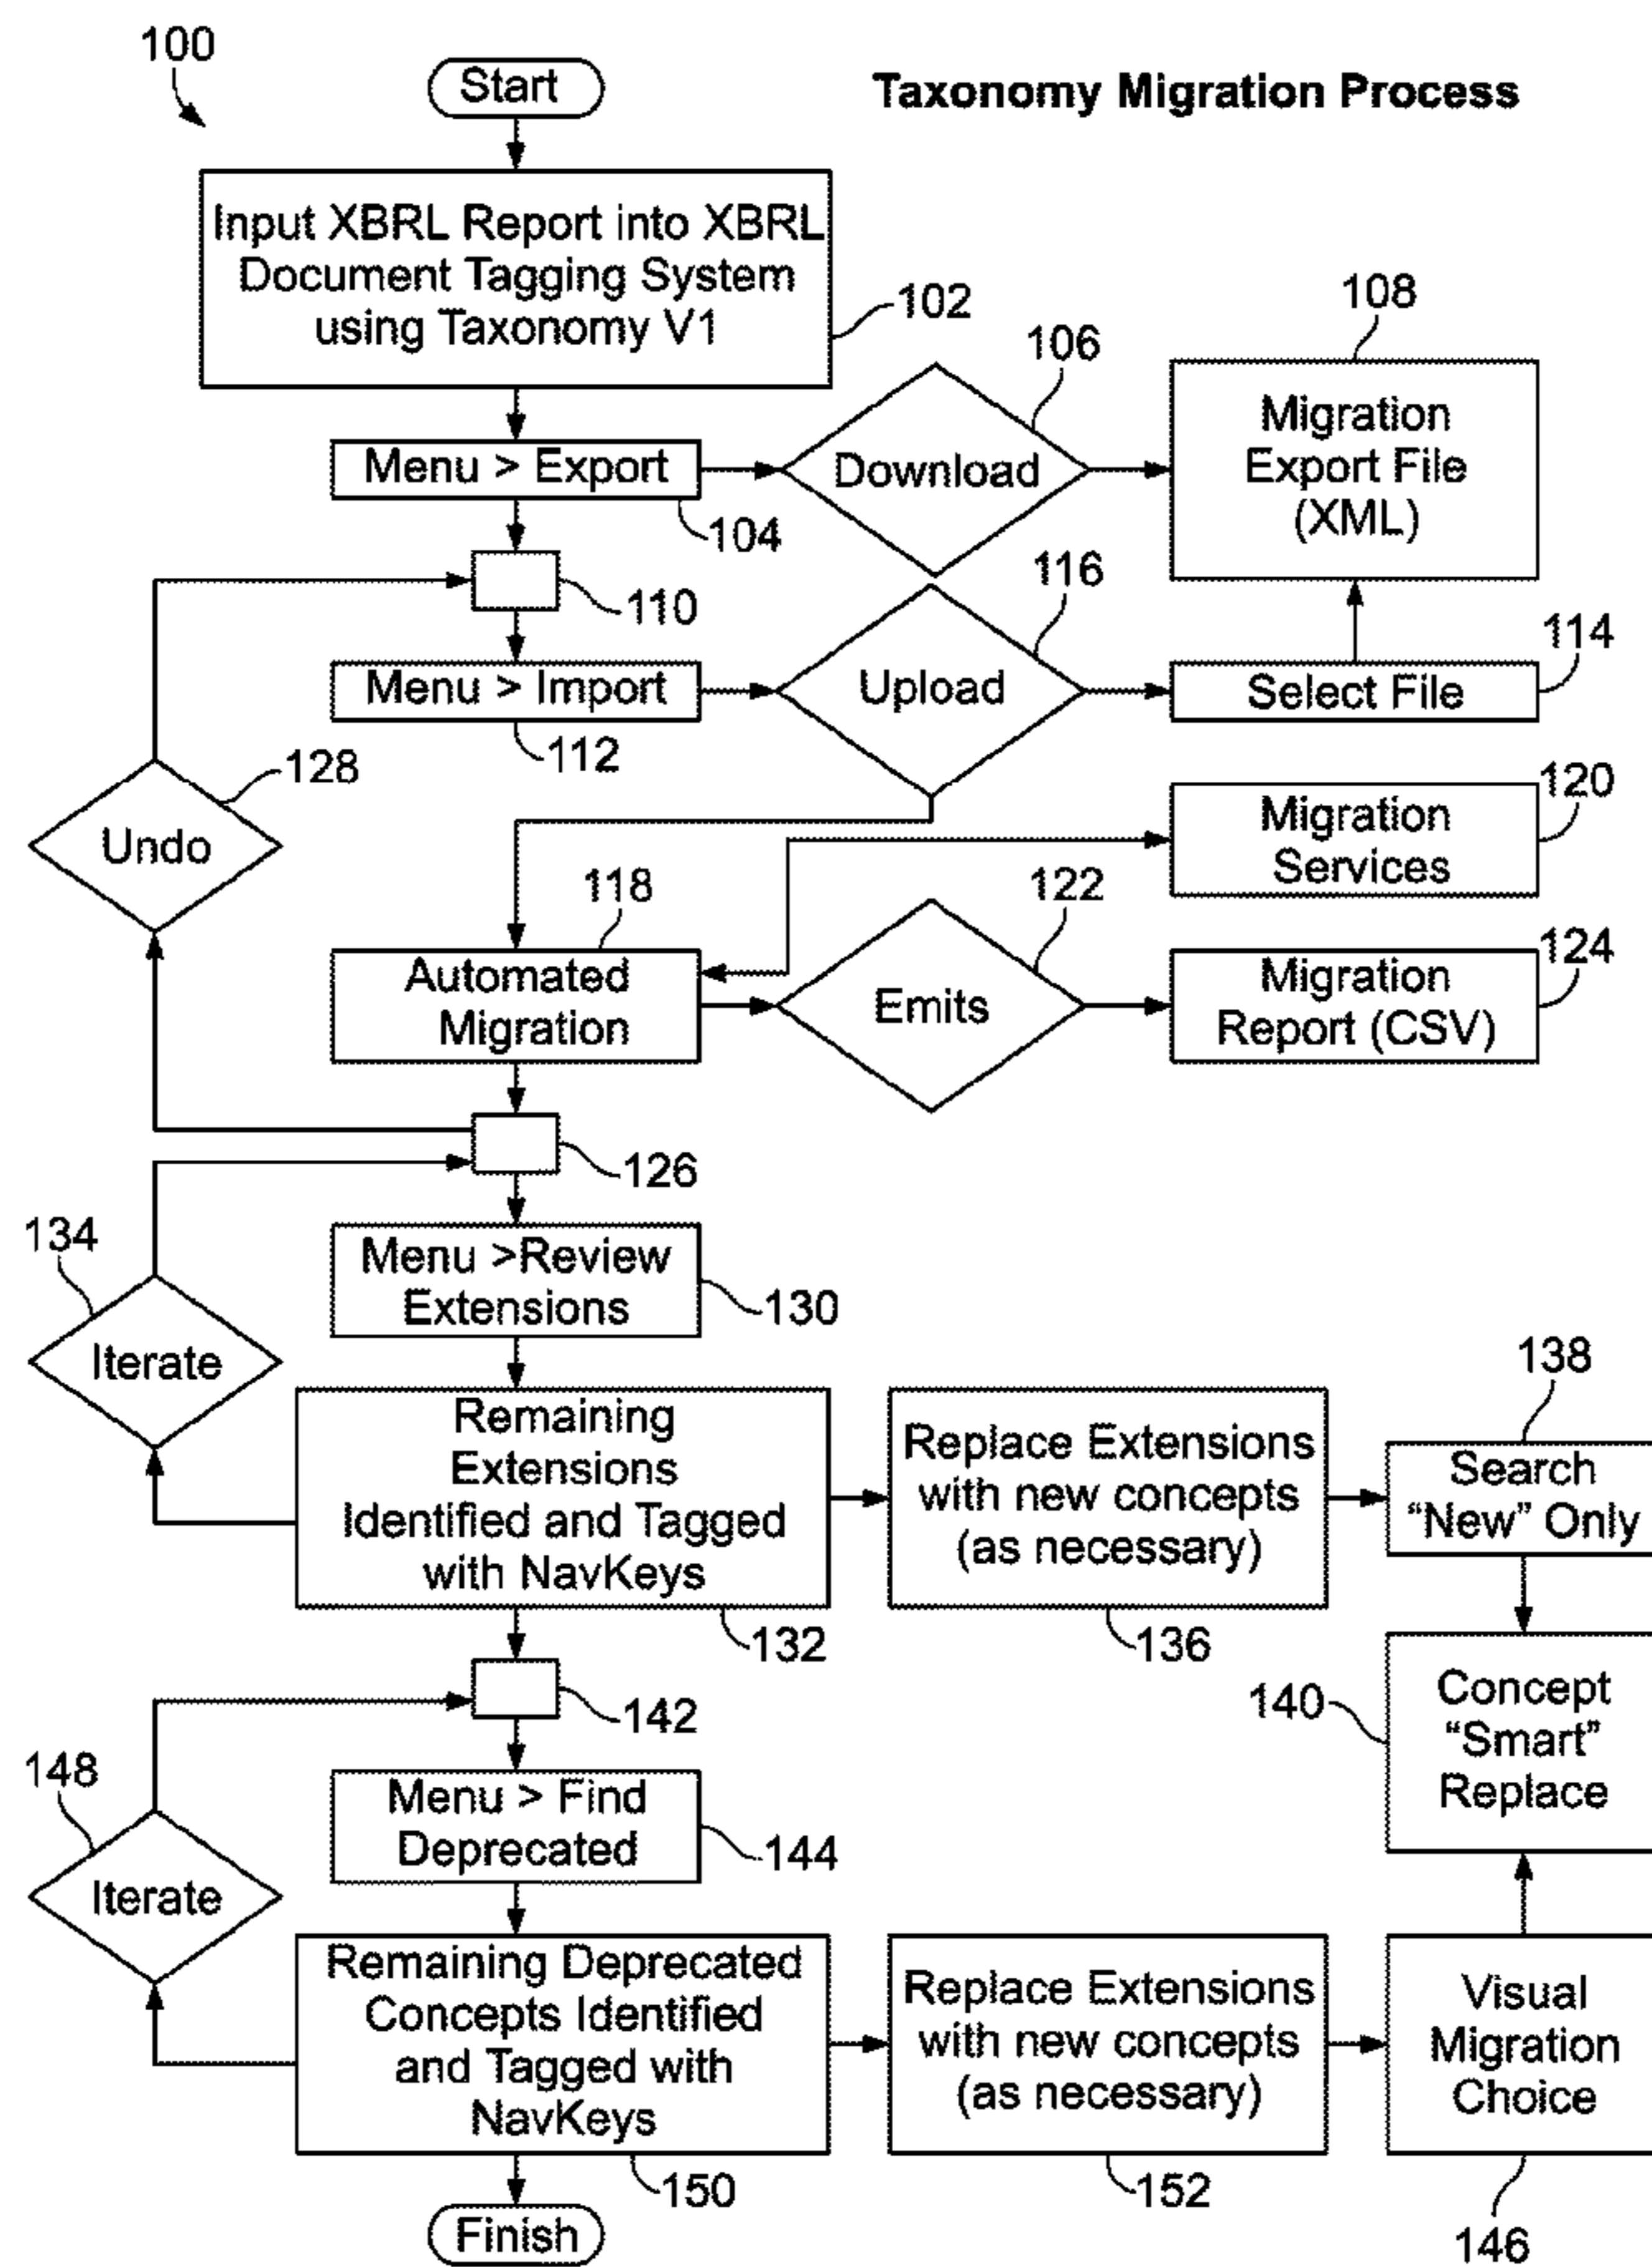 100
Start
Taxonomy Migration Process
Input XBRL Report into XBRL
Document Tagging System
using Taxonomy V1
102
106
108
Menu > Export
104
Download
Migration
Export File
(XML)
110
116
114
Menu > Import
112
Upload
Select File
128
Undo
120
Migration
Services
118
Automated
Migration
122
Emits
124
Migration
Report (CSV)
126
134
Iterate
Menu >Review
Extensions
130
Remaining
Extensions
Identified and Tagged
with NavKeys
132
Replace Extensions
with new concepts
(as necessary)
136
138
Search
“New” Only
142
140
Concept
“Smart”
Replace
148
Iterate
Menu > Find
Deprecated
144
Remaining Deprecated
Concepts Identified
and Tagged with
NavKeys
150
Replace Extensions
with new concepts
(as necessary)
152
Visual
Migration
Choice
146
Finish